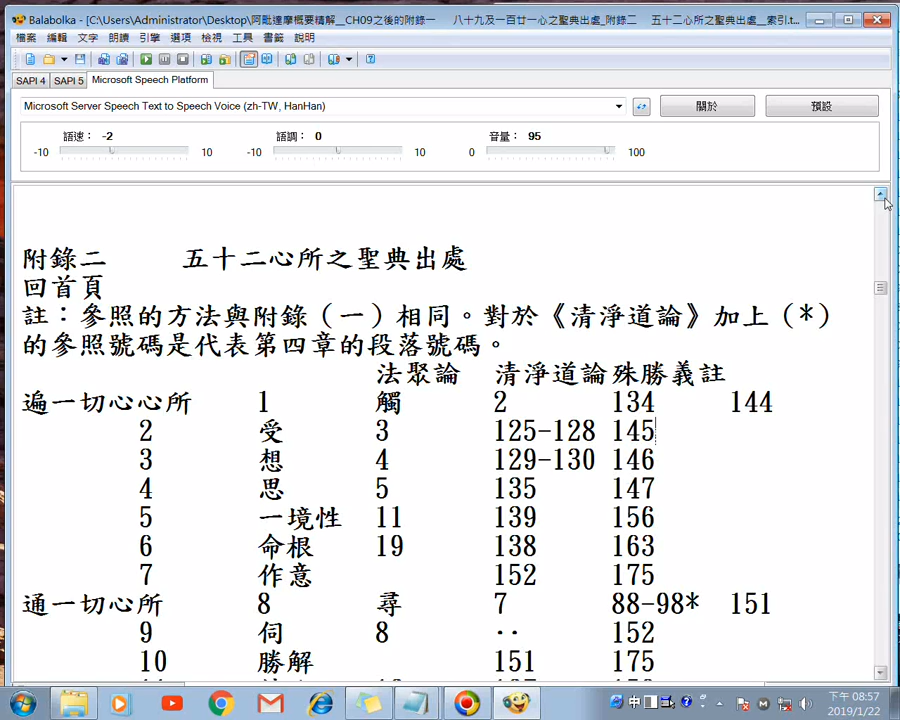 Balabolka - [C:\Users\Administrator\Desktop\阿毗達摩概要精解__CH09之後的附錄一　八十九及一百廿一心之聖典出處_附錄二　五十二心所之聖典出處__索引.t...
檔案 編輯 文字 朗讀 引擎 選項 檢視 工具 書籤 說明
SAPI 4 SAPI 5 Microsoft Speech Platform
Microsoft Server Speech Text to Speech Voice (zh-TW, HanHan) 關於 預設
語速： -2 語調： 0 音量： 95
-10 10 -10 10 0 100
附錄二 五十二心所之聖典出處
回首頁
註：參照的方法與附錄（一）相同。對於《清淨道論》加上（*）
的參照號碼是代表第四章的段落號碼。
法聚論 清淨道論 殊勝義註
遍一切心心所 1 觸 2 134 144
2 受 3 125-128 145
3 想 4 129-130 146
4 思 5 135 147
5 一境性 11 139 156
6 命根 19 138 163
7 作意 152 175
通一切心所 8 尋 7 88-98* 151
9 伺 8 ‥ 152
10 勝解 151 175
中
下午 08:57
2019/1/22